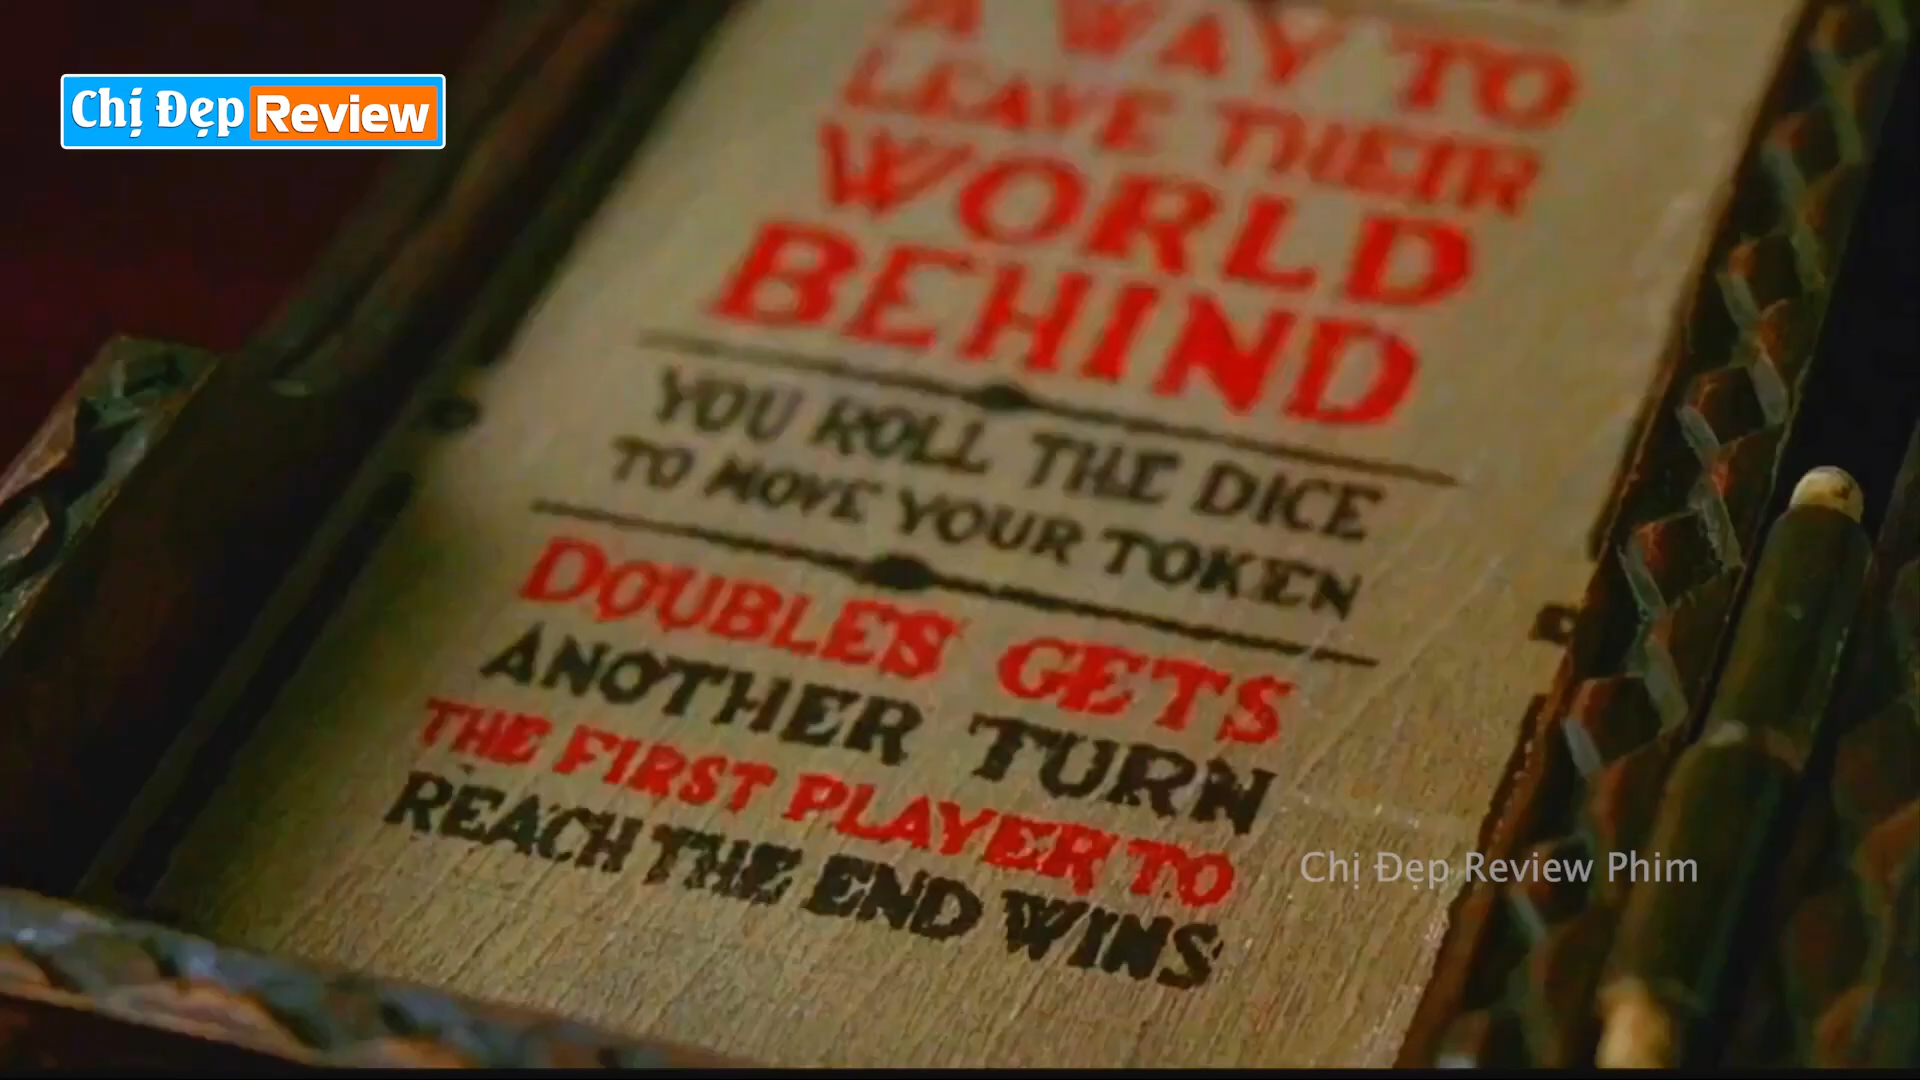 Chị Đẹp Review
A WAY TO
LEAVE THEIR
WORLD
BEHIND
YOU ROLL THE DICE
TO MOVE YOUR TOKEN
DOUBLES GETS
ANOTHER TURN
THE FIRST PLAYER TO
REACH THE END WINS
Chị Đẹp Review Phim